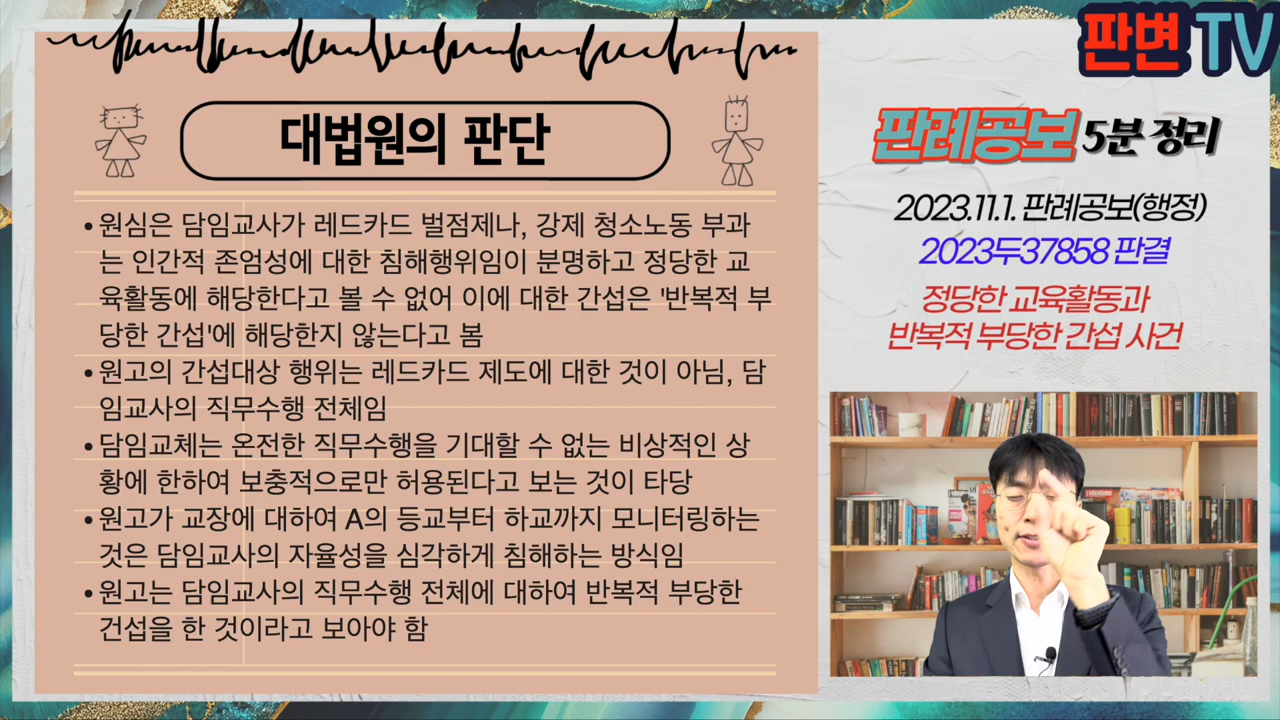 판변 TV
대법원의 판단
• 원심은 담임교사가 레드카드 벌점제나, 강제 청소노동 부과
는 인간적 존엄성에 대한 침해행위임이 분명하고 정당한 교
육활동에 해당한다고 볼 수 없어 이에 대한 간섭은 '반복적 부
당한 간섭'에 해당한지 않는다고 봄
• 원고의 간섭대상 행위는 레드카드 제도에 대한 것이 아님, 담
임교사의 직무수행 전체임
• 담임교체는 온전한 직무수행을 기대할 수 없는 비상적인 상
황에 한하여 보충적으로만 허용된다고 보는 것이 타당
• 원고가 교장에 대하여 A의 등교부터 하교까지 모니터링하는
것은 담임교사의 자율성을 심각하게 침해하는 방식임
• 원고는 담임교사의 직무수행 전체에 대하여 반복적 부당한
건섭을 한 것이라고 보아야 함
판례공보 5분 정리
2023.11.1. 판례공보(행정)
2023두37858 판결
정당한 교육활동과
반복적 부당한 간섭 사건